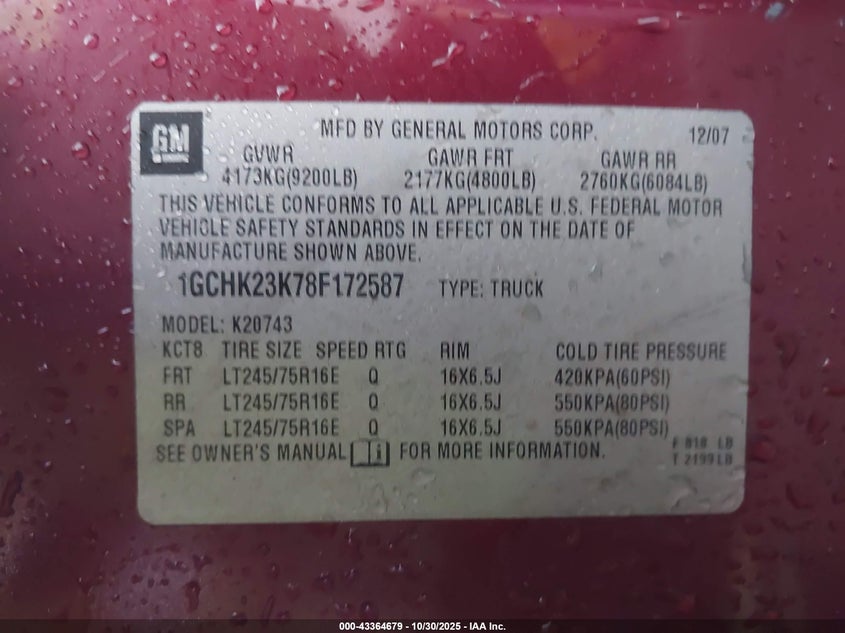 GM
MFD BY GENERAL MOTORS CORP. 12/07
GVWR GAWR FRT GAWR RR
4173KG(9200LB) 2177KG(4800LB) 2760KG(6084LB)
THIS VEHICLE CONFORMS TO ALL APPLICABLE U.S. FEDERAL MOTOR
VEHICLE SAFETY STANDARDS IN EFFECT ON THE DATE OF
MANUFACTURE SHOWN ABOVE.
1GCHK23K78F172587 TYPE: TRUCK
MODEL: K20743
KCT8 TIRE SIZE SPEED RTG RIM COLD TIRE PRESSURE
FRT LT245/75R16E Q 16X6.5J 420KPA(60PSI)
RR LT245/75R16E Q 16X6.5J 550KPA(80PSI)
SPA LT245/75R16E Q 16X6.5J 550KPA(80PSI)
SEE OWNER'S MANUAL FOR MORE INFORMATION.
F 818 LB
T 2199LB
000-43364679 - 10/30/2025 - IAA Inc.